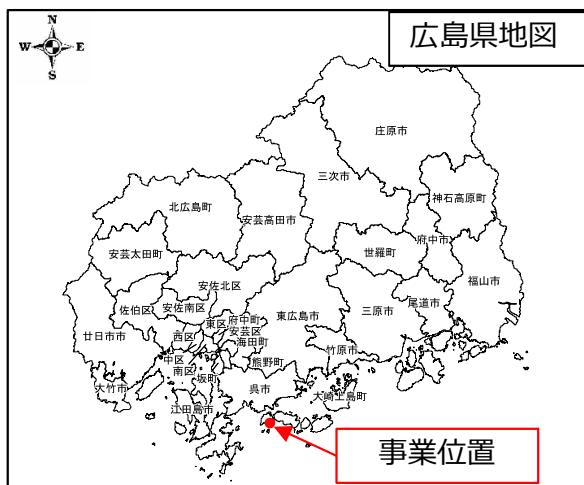 広島県地図
N
W
E
S
庄原市
三次市
神石高原町
北広島町
安芸高田市
府中市
世羅町
安芸太田町
福山市
安佐北区
尾道市
三原市
東広島市
佐伯区
安佐南区
府中町
東区
安芸区
廿日市市
西区
海田町
竹原市
中区
熊野町
南区
坂町
大竹市
呉市
大崎上島町
江田島市
事業位置